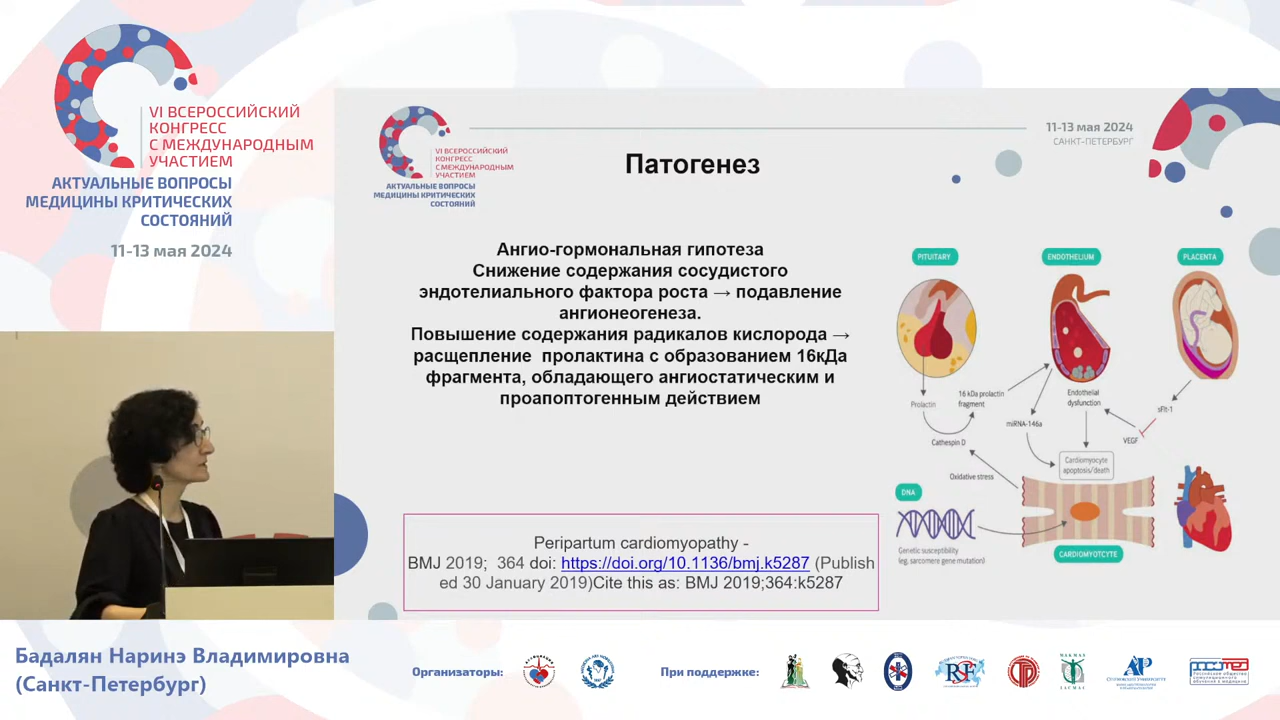 VI ВСЕРОССИЙСКИЙ
КОНГРЕСС
С МЕЖДУНАРОДНЫМ
УЧАСТИЕМ
АКТУАЛЬНЫЕ ВОПРОСЫ
МЕДИЦИНЫ КРИТИЧЕСКИХ
СОСТОЯНИЙ
11-13 мая 2024
VI ВСЕРОССИЙСКИЙ
КОНГРЕСС
С МЕЖДУНАРОДНЫМ
УЧАСТИЕМ
АКТУАЛЬНЫЕ ВОПРОСЫ
МЕДИЦИНЫ КРИТИЧЕСКИХ
СОСТОЯНИЙ
11-13 мая 2024
САНКТ-ПЕТЕРБУРГ
Патогенез
Ангио-гормональная гипотеза
Снижение содержания сосудистого
эндотелиального фактора роста → подавление
ангионеогенеза.
Повышение содержания радикалов кислорода →
расщепление пролактина с образованием 16кДа
фрагмента, обладающего ангиостатическим и
проапоптогенным действием
PITUITARY
ENDOTHELIUM
PLACENTA
Prolactin
16 kDa prolactin
fragment
Endothelial
dysfunction
sFlt-1
miRNA-146a
VEGF
Cathespin D
Cardiomyocyte
apoptosis/death
Oxidative stress
DNA
Genetic susceptibility
(eg. sarcomere gene mutation)
CARDIOMYOTCYTE
Peripartum cardiomyopathy -
BMJ 2019; 364 doi: https://doi.org/10.1136/bmj.k5287 (Publish
ed 30 January 2019)Cite this as: BMJ 2019;364:k5287
Бадалян Наринэ Владимировна
(Санкт-Петербург)
Организаторы:
При поддержке: